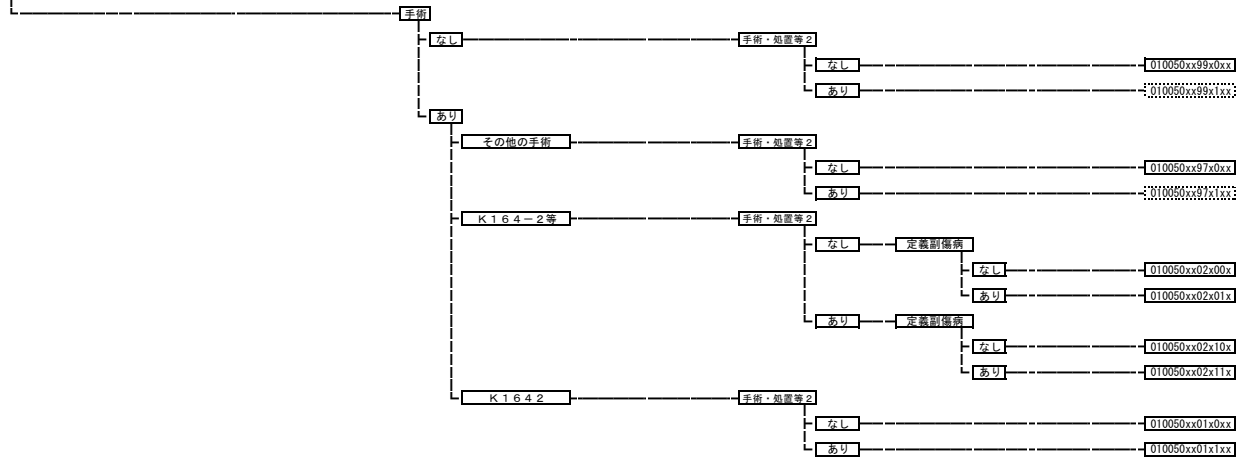 手術
なし 手術・処置等2
なし 010050xx99x0xx
あり 010050xx99x1xx
あり
その他の手術 手術・処置等2
なし 010050xx97x0xx
あり 010050xx97x1xx
K164-2等 手術・処置等2
なし 定義副傷病
なし 010050xx02x00x
あり 010050xx02x01x
あり 定義副傷病
なし 010050xx02x10x
あり 010050xx02x11x
K1642 手術・処置等2
なし 010050xx01x0xx
あり 010050xx01x1xx